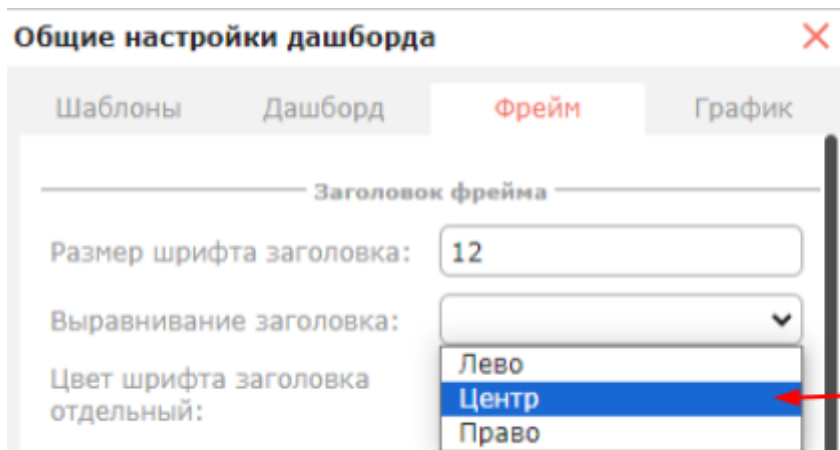 Общие настройки дашборда
Шаблоны Дашборд Фрейм График
Заголовок фрейма
Размер шрифта заголовка: 12
Выравнивание заголовка:
Лево
Цвет шрифта заголовка
отдельный:
Центр
Право